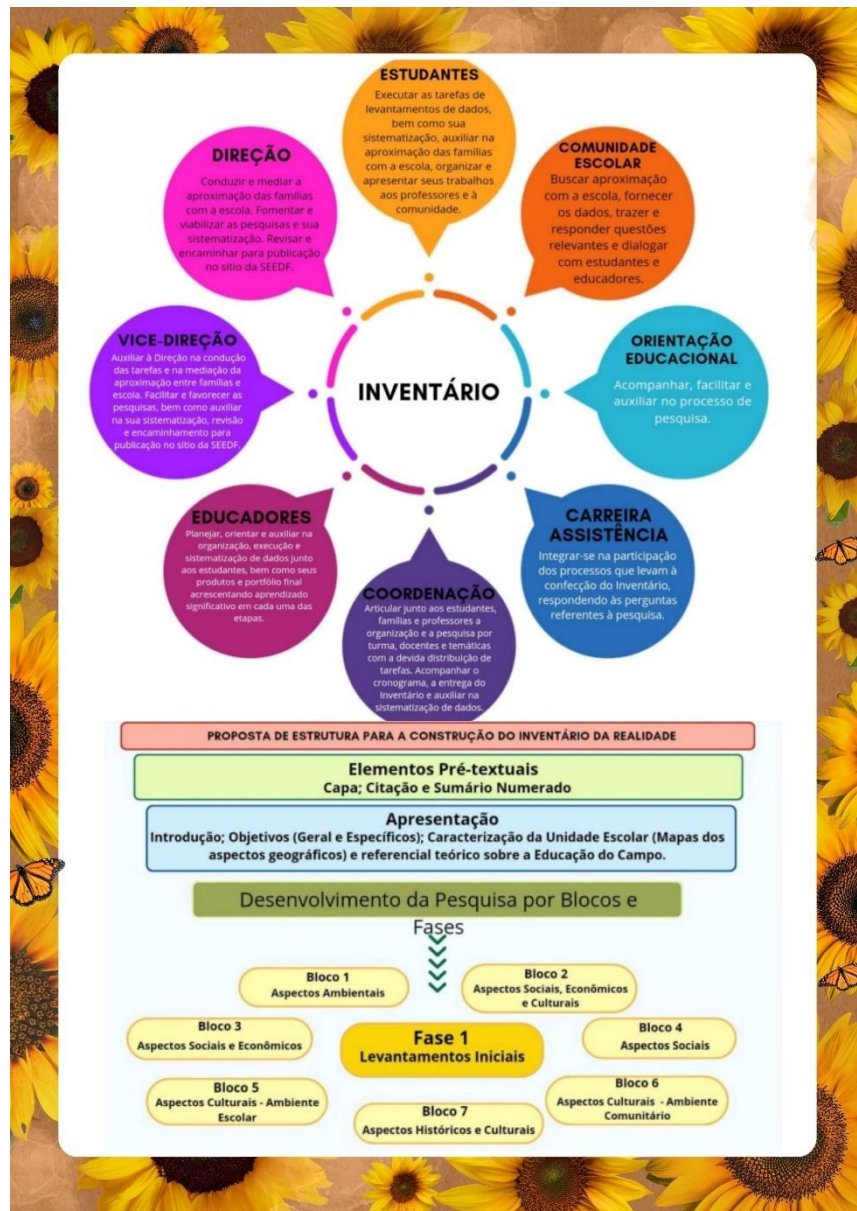 ESTUDANTES
Executar as tarefas de
levantamentos de dados,
bem como sua
sistematização, auxiliar na
aproximação das famílias
com a escola, organizar e
apresentar seus trabalhos
aos professores e à
comunidade.
DIREÇÃO
Conduzir e mediar a
aproximação das famílias
com a escola. Fomentar e
viabilizar as pesquisas e sua
sistematização. Revisar e
encaminhar para publicação
no sítio da SEEDF.
COMUNIDADE
ESCOLAR
Buscar aproximação
com a escola, fornecer
os dados, trazer e
responder questões
relevantes e dialogar
com estudantes e
educadores.
VICE-DIREÇÃO
Auxiliar à Direção na condução
das tarefas e na mediação da
aproximação entre famílias e
escola. Facilitar e favorecer as
pesquisas, bem como auxiliar
na sua sistematização, revisão
e encaminhamento para
publicação no sítio da SEEDF.
INVENTÁRIO
ORIENTAÇÃO
EDUCACIONAL
Acompanhar, facilitar e
auxiliar no processo de
pesquisa.
EDUCADORES
Planejar, orientar e auxiliar na
organização, execução e
sistematização de dados junto
aos estudantes, bem como seus
produtos e portfólio final
acrescentando aprendizado
significativo em cada uma das
etapas.
COORDENAÇÃO
Articular junto aos estudantes,
famílias e professores a
organização e a pesquisa por
turma, docentes e temáticas
com a devida distribuição de
tarefas. Acompanhar o
cronograma, a entrega do
Inventário e auxiliar na
sistematização de dados.
CARREIRA
ASSISTÊNCIA
Integrar-se na participação
dos processos que levam à
confecção do Inventário,
respondendo às perguntas
referentes à pesquisa.
PROPOSTA DE ESTRUTURA PARA A CONSTRUÇÃO DO INVENTÁRIO DA REALIDADE
Elementos Pré-textuais
Capa; Citação e Sumário Numerado
Apresentação
Introdução; Objetivos (Geral e Específicos); Caracterização da Unidade Escolar (Mapas dos
aspectos geográficos) e referencial teórico sobre a Educação do Campo.
Desenvolvimento da Pesquisa por Blocos e
Fases
Bloco 1
Aspectos Ambientais
Bloco 2
Aspectos Sociais, Econômicos
e Culturais
Bloco 3
Aspectos Sociais e Econômicos
Fase 1
Levantamentos Iniciais
Bloco 4
Aspectos Sociais
Bloco 5
Aspectos Culturais - Ambiente
Escolar
Bloco 6
Aspectos Culturais - Ambiente
Comunitário
Bloco 7
Aspectos Históricos e Culturais